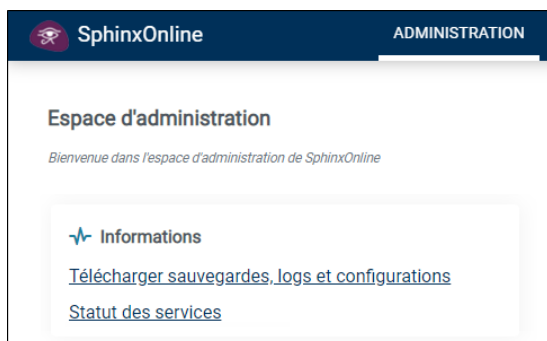 SphinxOnline
ADMINISTRATION
Espace d'administration
Bienvenue dans l'espace d'administration de SphinxOnline
Informations
Télécharger sauvegardes, logs et configurations
Statut des services